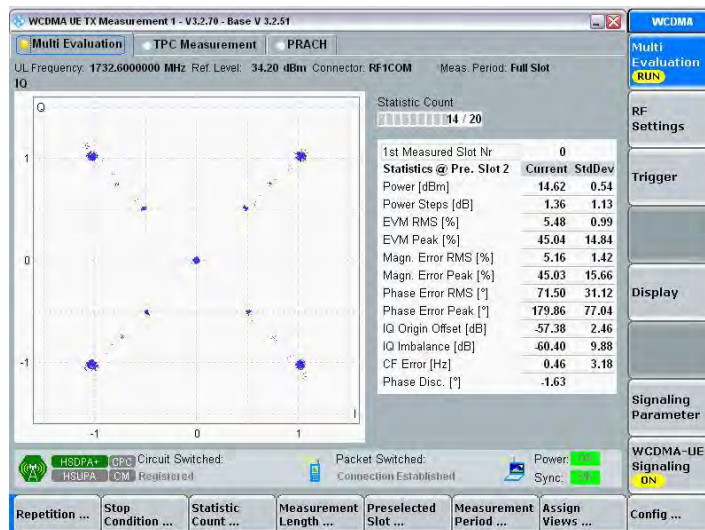 WCDMA UE TX Measurement 1 - V3.2.70 - Base V 3.2.51
WCDMA
Multi Evaluation TPC Measurement PRACH
UL Frequency: 1732.6000000 MHz Ref. Level: 34.20 dBm Connector: RF1COM Meas. Period: Full Slot
IQ
Q
1
0
-1
-1 0 1
I
Statistic Count
14 / 20
1st Measured Slot Nr 0
Statistics @ Pre. Slot 2 Current StdDev
Power [dBm] 14.62 0.54
Power Steps [dB] 1.36 1.13
EVM RMS [%] 5.48 0.99
EVM Peak [%] 45.04 14.84
Magn. Error RMS [%] 5.16 1.42
Magn. Error Peak [%] 45.03 15.66
Phase Error RMS [°] 71.50 31.12
Phase Error Peak [°] 179.86 77.04
IQ Origin Offset [dB] -57.38 2.46
IQ Imbalance [dB] -60.40 9.88
CF Error [Hz] 0.46 3.18
Phase Disc. [°] -1.63
Multi
Evaluation
RUN
RF
Settings
Trigger
Display
Signaling
Parameter
WCDMA-UE
Signaling
ON
HSDPA+ CPC Circuit Switched: Packet Switched: Power:
HSUPA CM Registered Connection Established Sync:
Repetition ...
Stop
Condition ...
Statistic
Count ...
Measurement
Length ...
Preselected
Slot ...
Measurement
Period ...
Assign
Views ...
Config ...